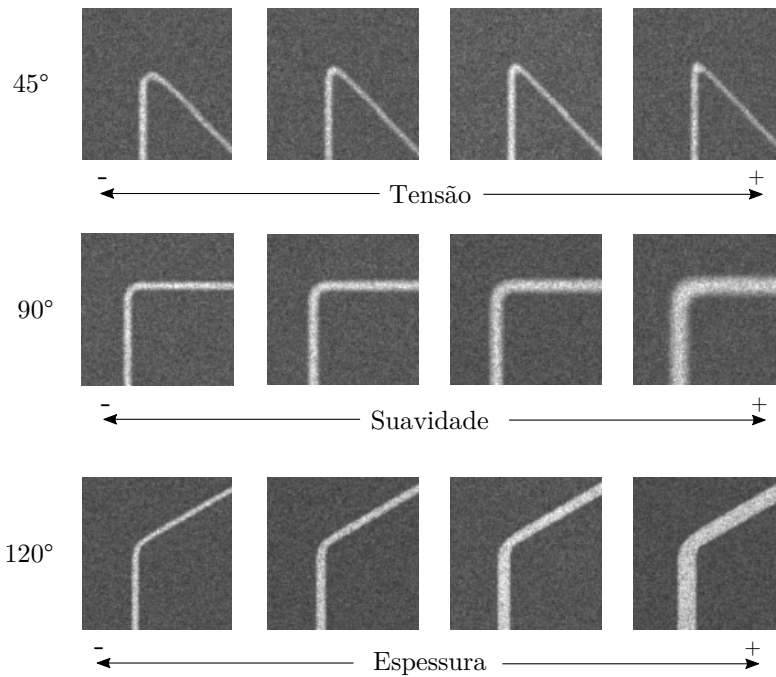 45°
- Tensão +
90°
- Suavidade +
120°
- Espessura +